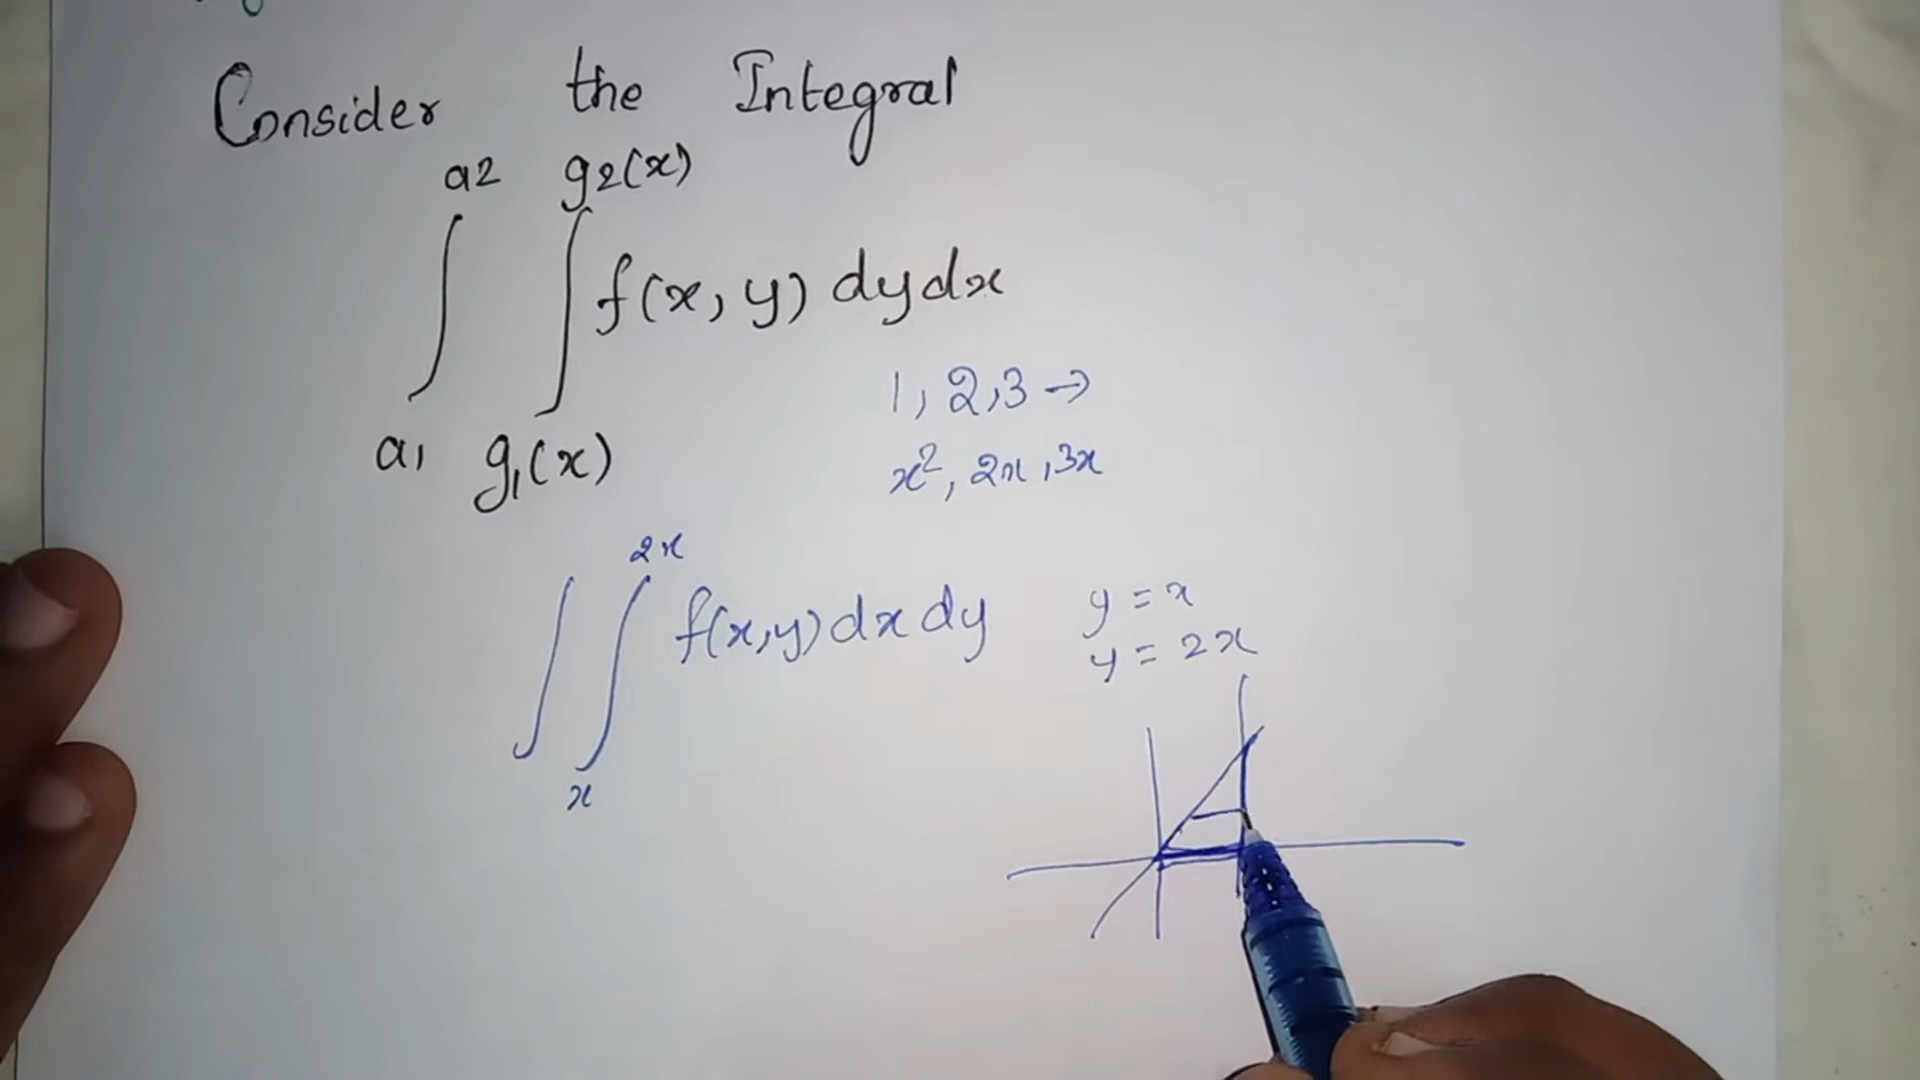 Consider the Integral
a2 g2(x)
∫ ∫ f(x, y) dy dx
a1 g1(x)
1, 2, 3 →
x², 2x, 3x
2x
∫ ∫ f(x,y) dx dy
x
y = x
y = 2x